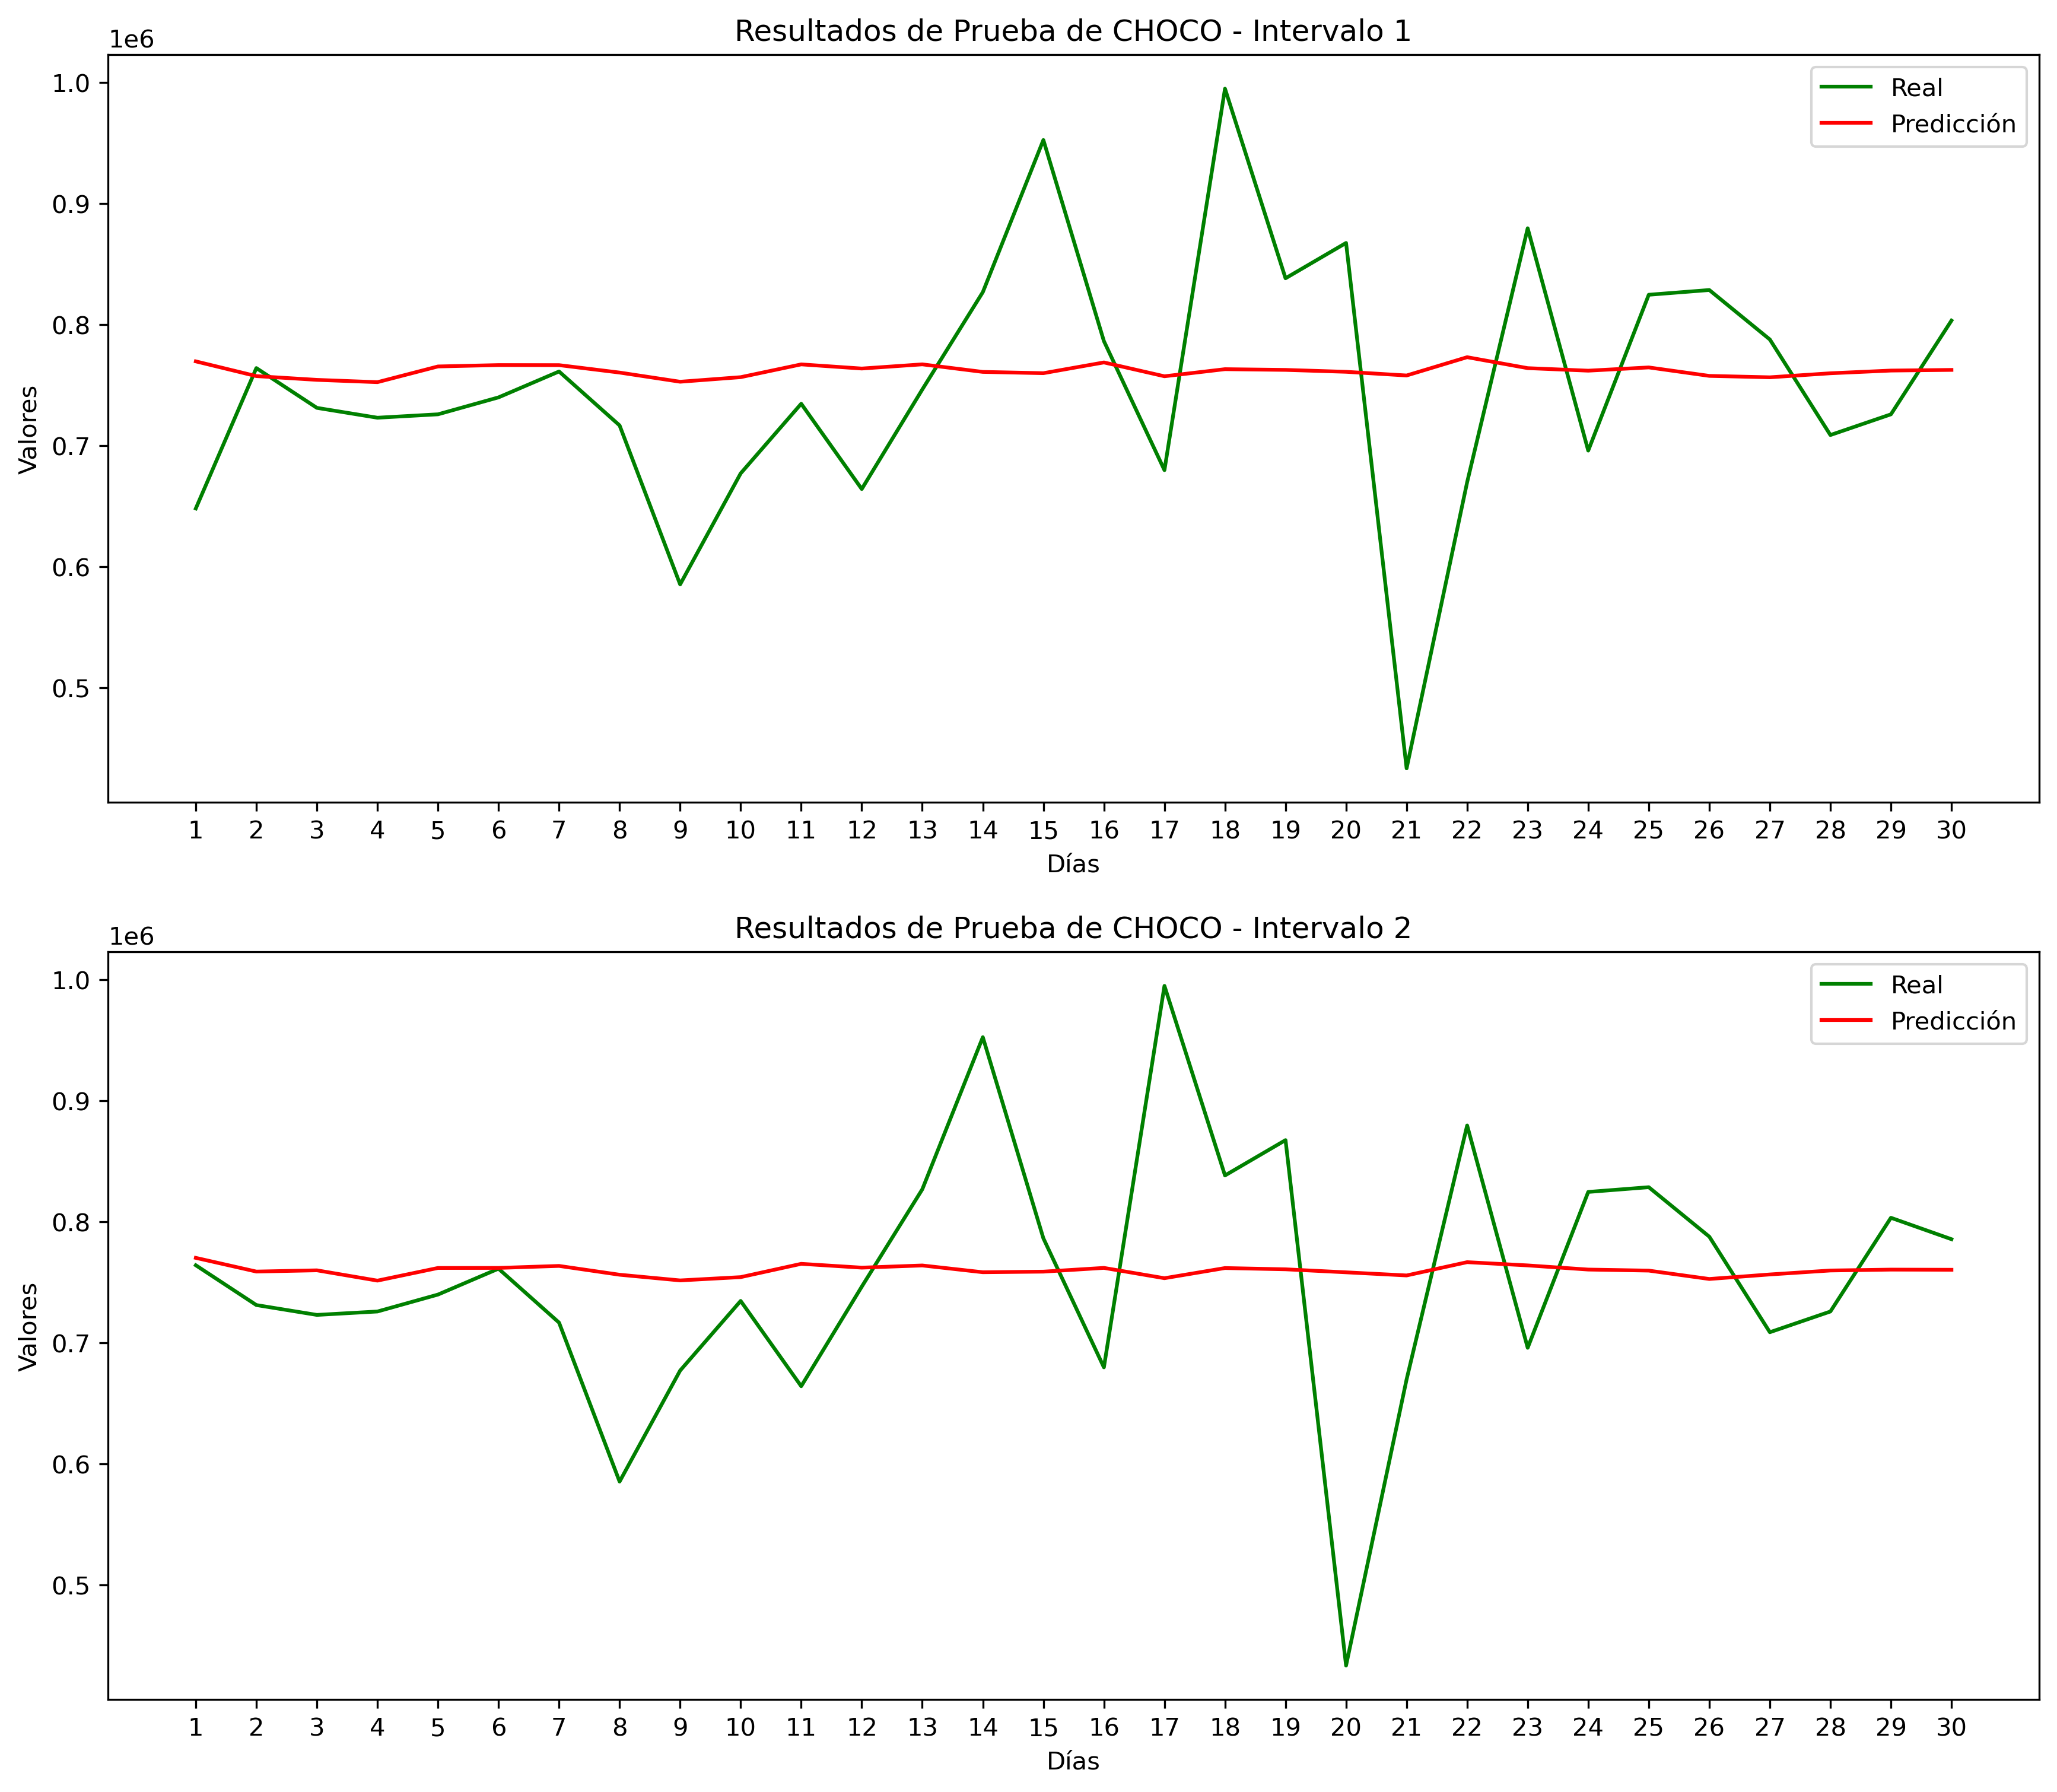 Resultados de Prueba de CHOCO - Intervalo 1
1e6
1.0
0.9
0.8
0.7
0.6
0.5
Valores
Real
Predicción
1 2 3 4 5 6 7 8 9 10 11 12 13 14 15 16 17 18 19 20 21 22 23 24 25 26 27 28 29 30
Días
Resultados de Prueba de CHOCO - Intervalo 2
1e6
1.0
0.9
0.8
0.7
0.6
0.5
Valores
Real
Predicción
1 2 3 4 5 6 7 8 9 10 11 12 13 14 15 16 17 18 19 20 21 22 23 24 25 26 27 28 29 30
Días